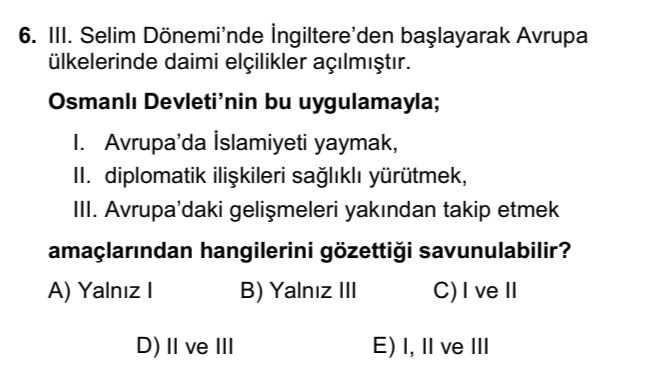 6. III. Selim Dönemi’nde İngiltere’den başlayarak Avrupa
ülkelerinde daimi elçilikler açılmıştır.
Osmanlı Devleti’nin bu uygulamayla;
I. Avrupa’da İslamiyeti yaymak,
II. diplomatik ilişkileri sağlıklı yürütmek,
III. Avrupa’daki gelişmeleri yakından takip etmek
amaçlarından hangilerini gözettiği savunulabilir?
A) Yalnız I B) Yalnız III C) I ve II
D) II ve III E) I, II ve III